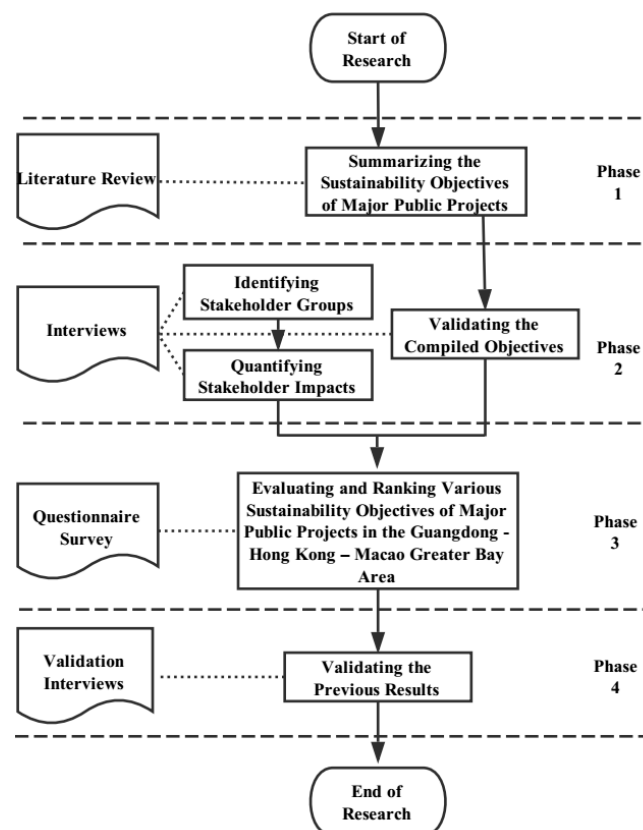 Start of
Research
Literature Review
Summarizing the
Sustainability Objectives
of Major Public Projects
Phase
1
Interviews
Identifying
Stakeholder Groups
Quantifying
Stakeholder Impacts
Validating the
Compiled Objectives
Phase
2
Questionnaire
Survey
Evaluating and Ranking Various
Sustainability Objectives of Major
Public Projects in the Guangdong -
Hong Kong – Macao Greater Bay
Area
Phase
3
Validation
Interviews
Validating the
Previous Results
Phase
4
End of
Research